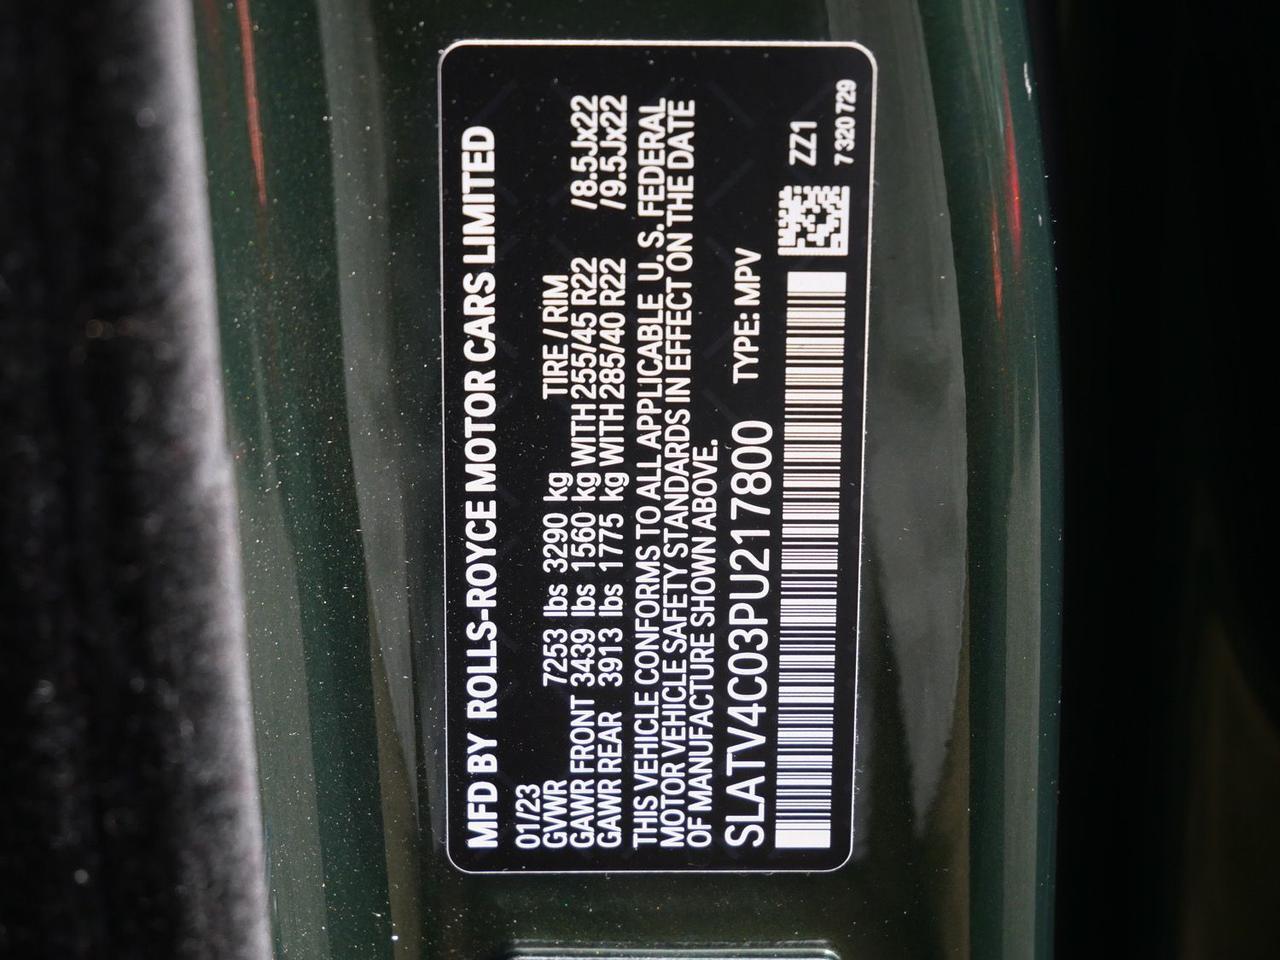 MFD BY ROLLS-ROYCE MOTOR CARS LIMITED
01/23
GVWR 7253 lbs 3290 kg TIRE / RIM
GAWR FRONT 3439 lbs 1560 kg WITH 255/45 R22 / 8.5Jx22
GAWR REAR 3913 lbs 1775 kg WITH 285/40 R22 / 9.5Jx22
THIS VEHICLE CONFORMS TO ALL APPLICABLE U. S. FEDERAL
MOTOR VEHICLE SAFETY STANDARDS IN EFFECT ON THE DATE
OF MANUFACTURE SHOWN ABOVE.
SLATV4C03PU217800 TYPE: MPV
ZZ1
7 320 729